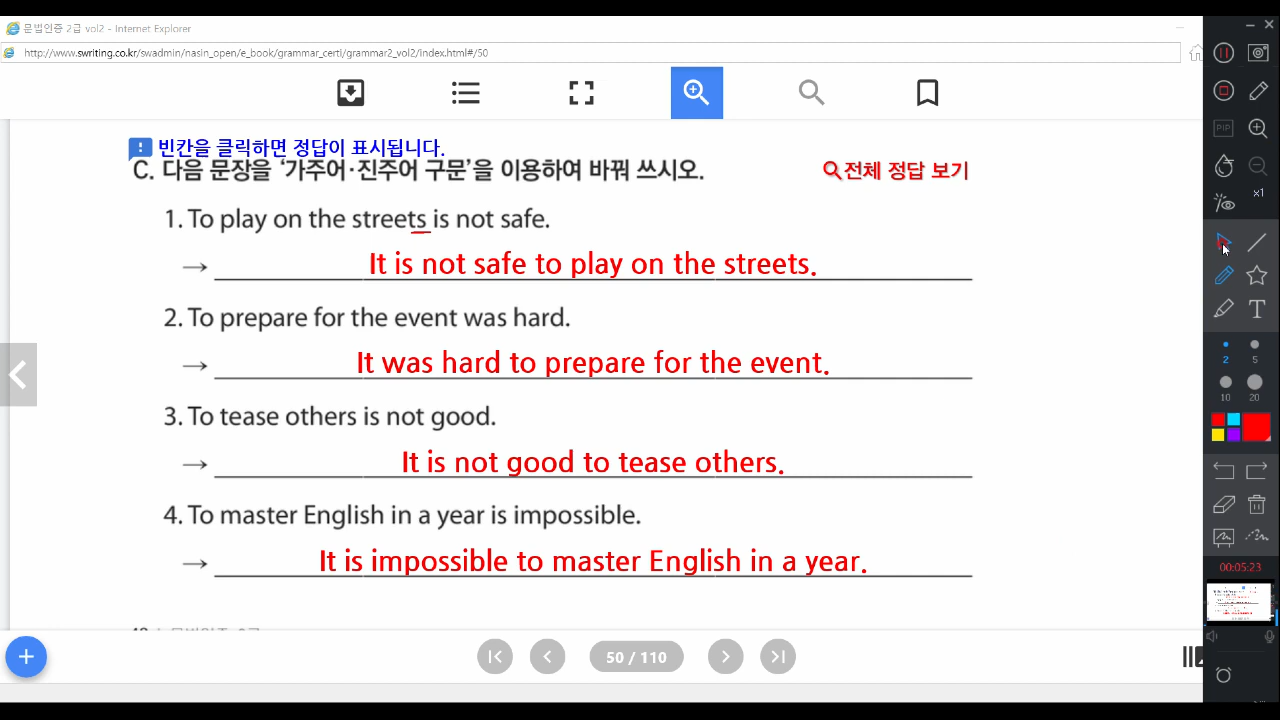 문법인증 2급 vol2 - Internet Explorer
http://www.swriting.co.kr/swadmin/nasin_open/e_book/grammar_certi/grammar2_vol2/index.html#/50
빈칸을 클릭하면 정답이 표시됩니다.
C. 다음 문장을 ‘가주어·진주어 구문’을 이용하여 바꿔 쓰시오.
전체 정답 보기
1. To play on the streets is not safe.
→ It is not safe to play on the streets.
2. To prepare for the event was hard.
→ It was hard to prepare for the event.
3. To tease others is not good.
→ It is not good to tease others.
4. To master English in a year is impossible.
→ It is impossible to master English in a year.
50 / 110
PIP
x1
T
2 5
10 20
00:05:23